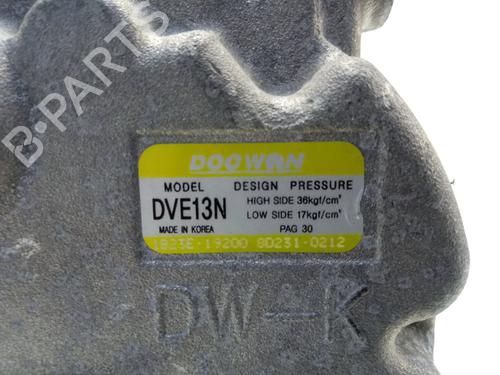 B-PARTS
DOOWON
MODEL DESIGN PRESSURE
DVE13N HIGH SIDE 36kgf/cm²
LOW SIDE 17kgf/cm²
MADE IN KOREA PAG 30
1823E-19200 8D231-0212
DW-K